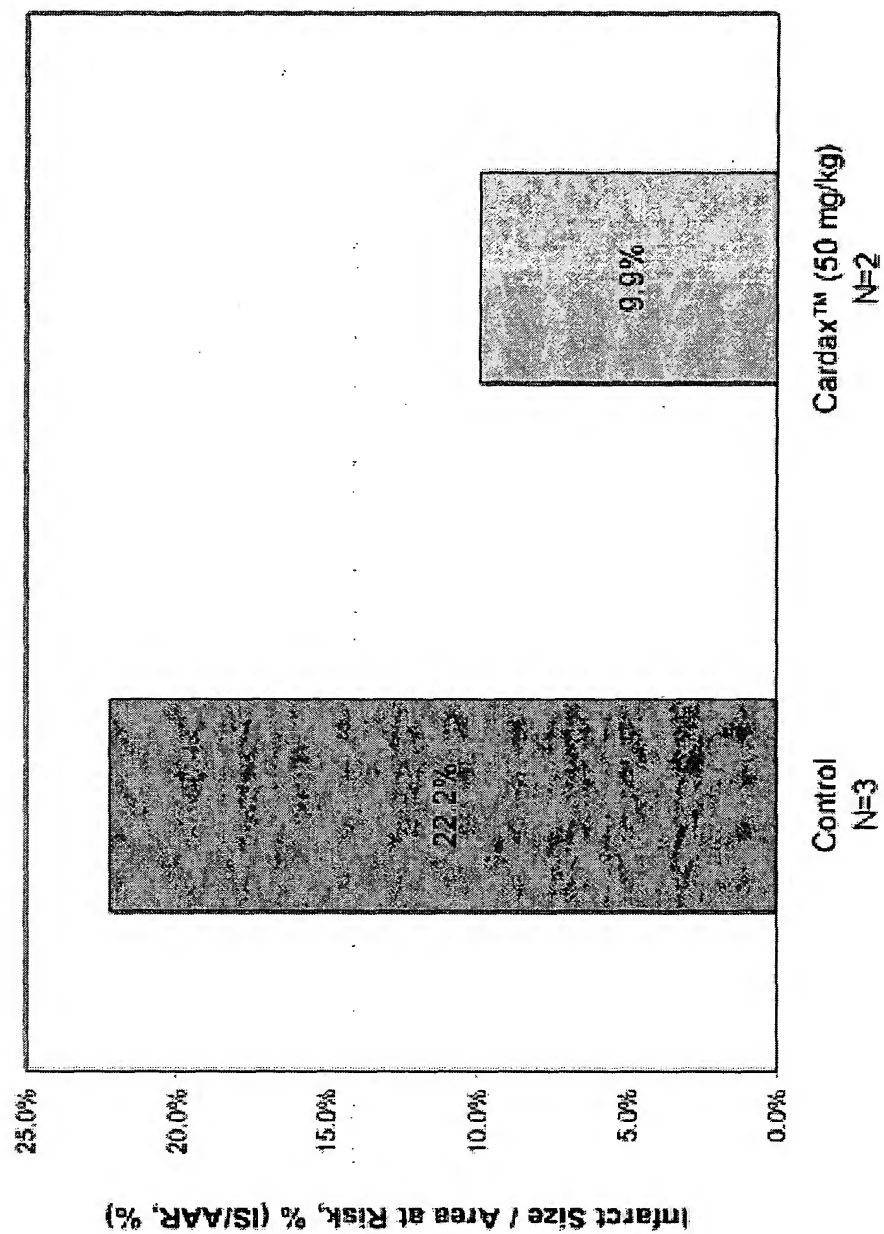 Infarct Size / Area at Risk, % (IS/AAR, %)
25.0%
20.0%
15.0%
10.0%
5.0%
0.0%
22.2%
9.9%
Control
N=3
Cardax™ (50 mg/kg)
N=2